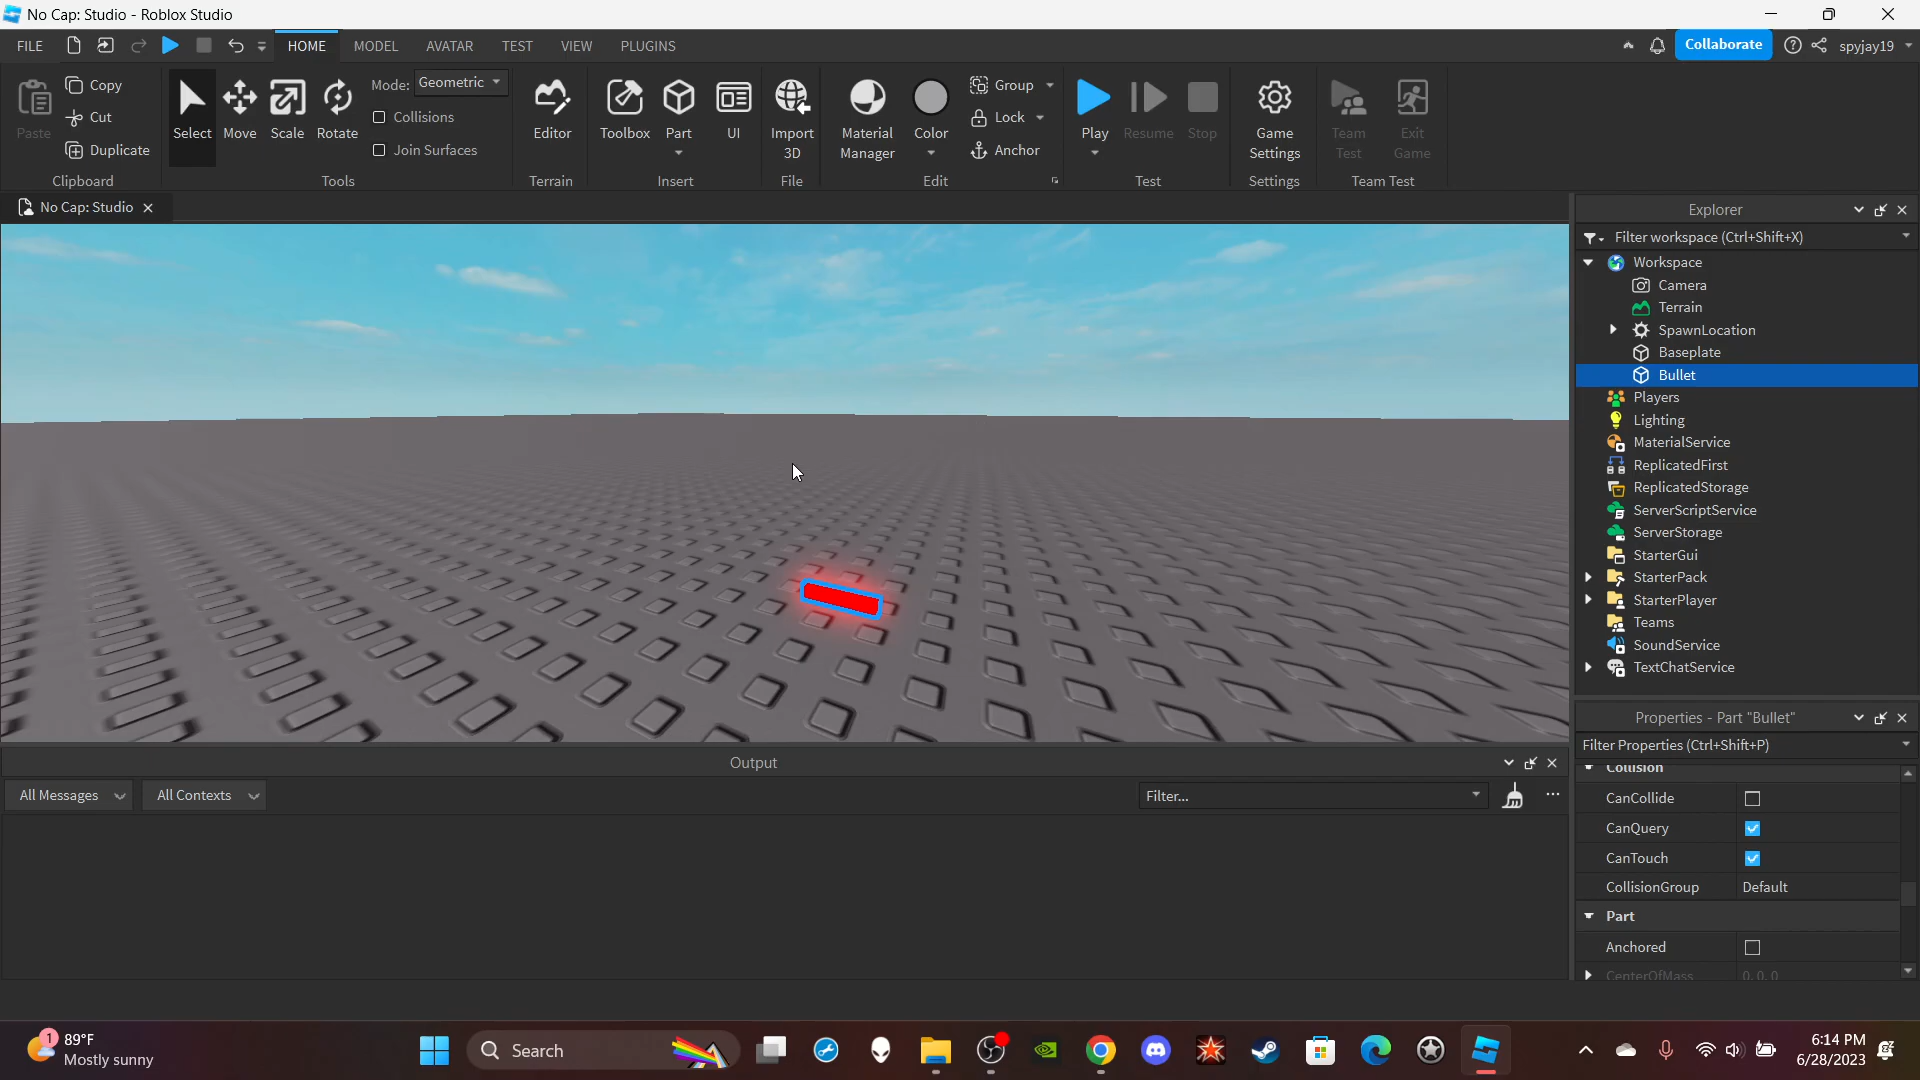 No Cap: Studio - Roblox Studio
FILE HOME MODEL AVATAR TEST VIEW PLUGINS Collaborate spyjay19
Paste Copy Cut Duplicate Clipboard
Select Move Scale Rotate Mode: Geometric Collisions Join Surfaces Tools
Editor Terrain
Toolbox Part UI Insert
Import 3D File
Material Manager Color Group Lock Anchor Edit
Play Resume Stop Test
Game Settings Settings
Team Test Exit Game Team Test
No Cap: Studio
Explorer
Filter workspace (Ctrl+Shift+X)
Workspace
Camera
Terrain
SpawnLocation
Baseplate
Bullet
Players
Lighting
MaterialService
ReplicatedFirst
ReplicatedStorage
ServerScriptService
ServerStorage
StarterGui
StarterPack
StarterPlayer
Teams
SoundService
TextChatService
Properties - Part "Bullet"
Filter Properties (Ctrl+Shift+P)
Collision
CanCollide
CanQuery
CanTouch
CollisionGroup Default
Part
Anchored
CenterOfMass 0, 0, 0
Output
All Messages All Contexts Filter...
1 89°F
Mostly sunny
Search
6:14 PM
6/28/2023